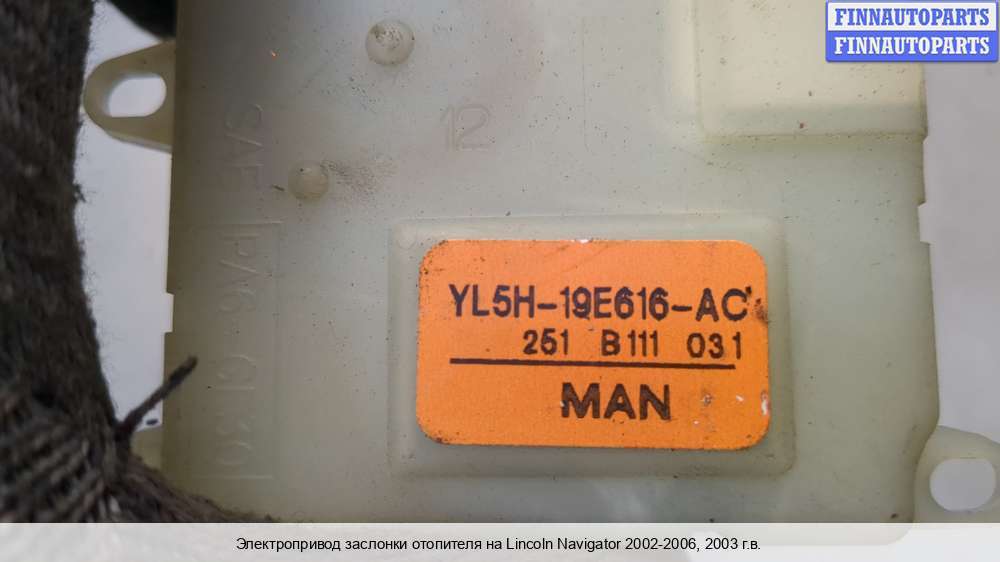 FINNAUTOPARTS
FINNAUTOPARTS
12
YL5H-19E616-AC
251 B111 031
MAN
Электропривод заслонки отопителя на Lincoln Navigator 2002-2006, 2003 г.в.